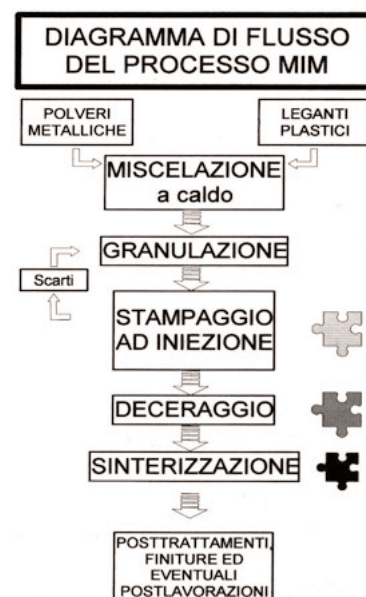 DIAGRAMMA DI FLUSSO
DEL PROCESSO MIM
POLVERI
METALLICHE
LEGANTI
PLASTICI
MISCELAZIONE
a caldo
GRANULAZIONE
Scarti
STAMPAGGIO
AD INIEZIONE
DECERAGGIO
SINTERIZZAZIONE
POSTTRATTAMENTI,
FINITURE ED
EVENTUALI
POSTLAVORAZIONI